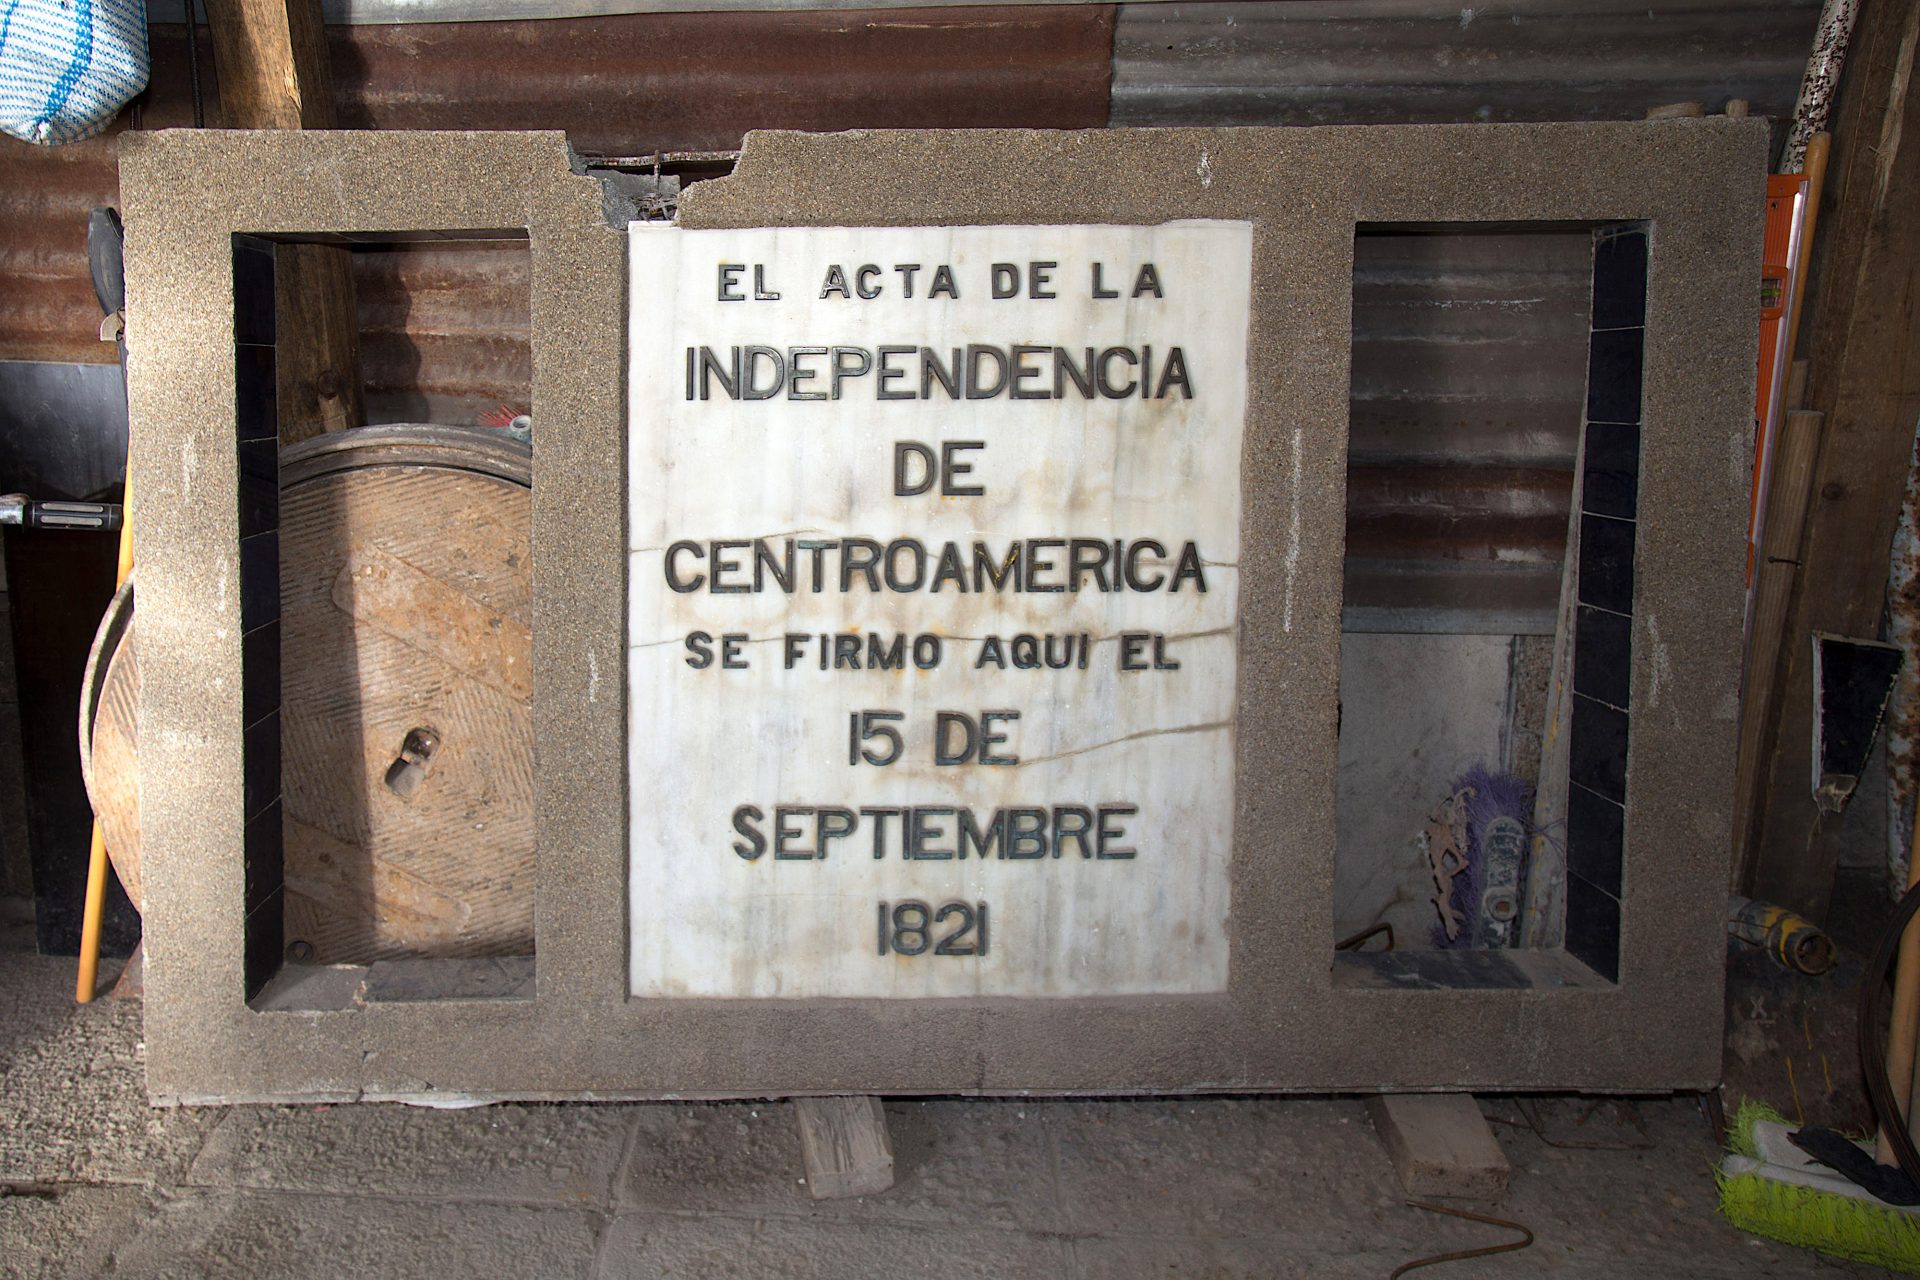 EL ACTA DE LA
INDEPENDENCIA
DE
CENTROAMERICA
SE FIRMO AQUI EL
15 DE
SEPTIEMBRE
1821